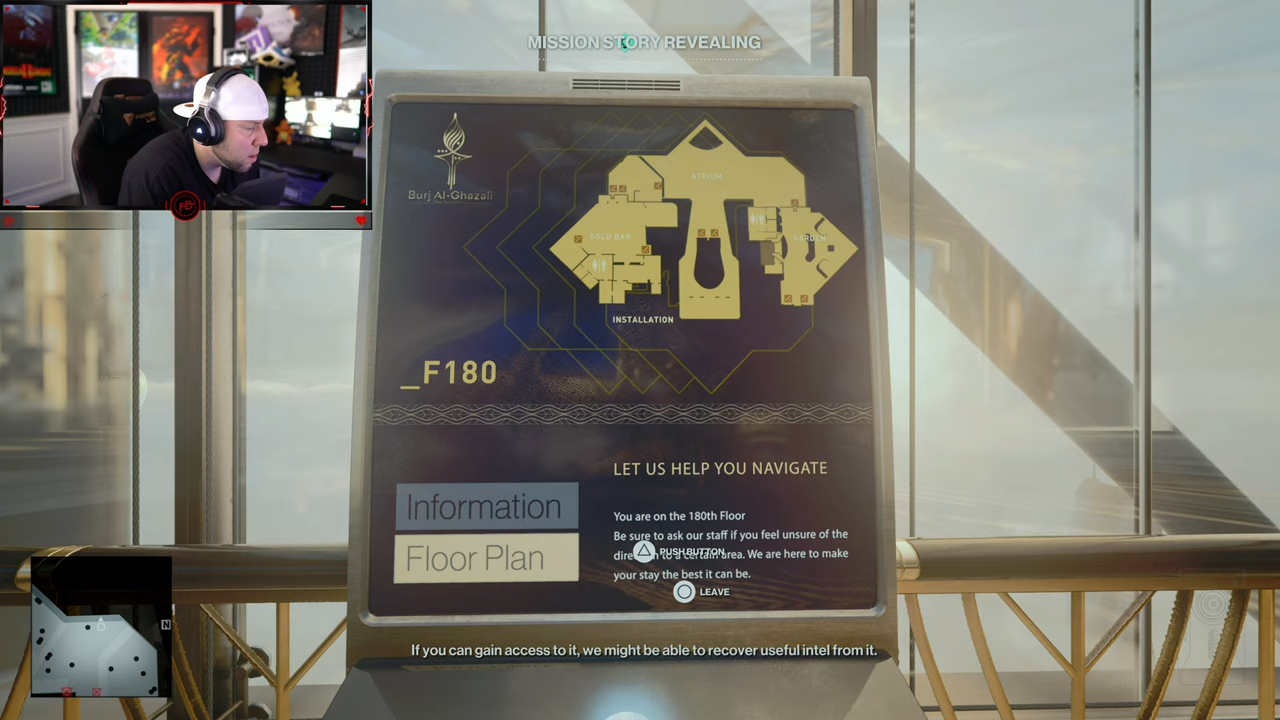 MISSION STORY REVEALING
Burj Al-Ghazali
ATRIUM
GOLD BAR
GARDEN
INSTALLATION
_F180
LET US HELP YOU NAVIGATE
Information
Floor Plan
You are on the 180th Floor
Be sure to ask our staff if you feel unsure of the
to a certain area. We are here to make
your stay the best it can be.
PUSH BUTTON
LEAVE
N
If you can gain access to it, we might be able to recover useful intel from it.